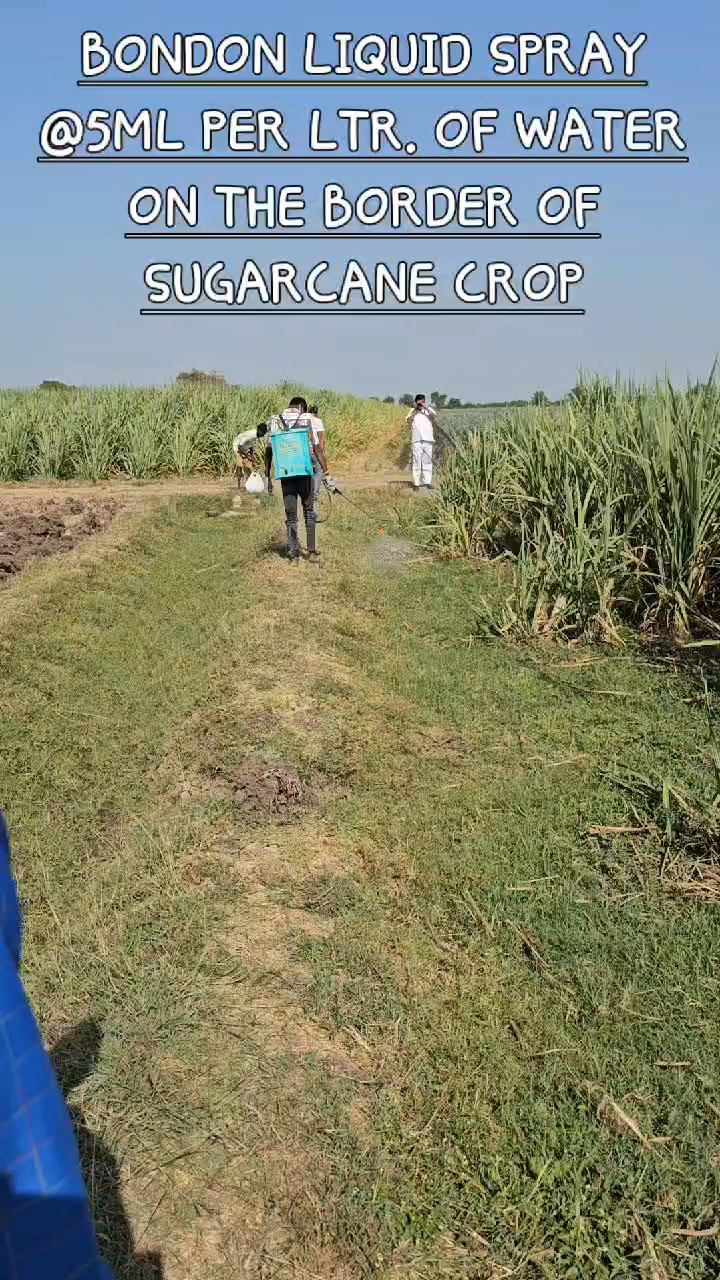 BONDON LIQUID SPRAY
@5ML PER LTR. OF WATER
ON THE BORDER OF
SUGARCANE CROP